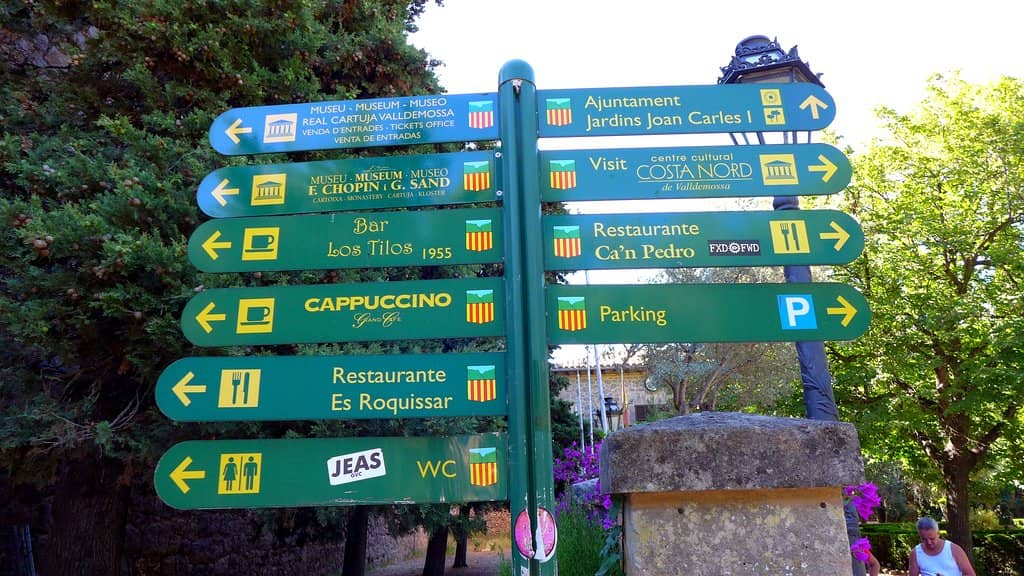 MUSEU - MUSEUM - MUSEO
REAL CARTUJA VALLDEMOSSA
VENDA D'ENTRADES - TICKETS OFFICE
VENTA DE ENTRADAS
MUSEU · MUSEUM · MUSEO
F. CHOPIN i G. SAND
CARTOIXA - MONASTERY - CARTUJA - KLOSTER
Bar
Los Tilos 1955
CAPPUCCINO
GRAND CAFÉ
Restaurante
Es Roquissar
JEAS
GVC
WC
Ajuntament
Jardins Joan Carles I
Visit
centre cultural
COSTA NORD
de Valldemossa
Restaurante
Ca'n Pedro
FXD FWD
Parking
P